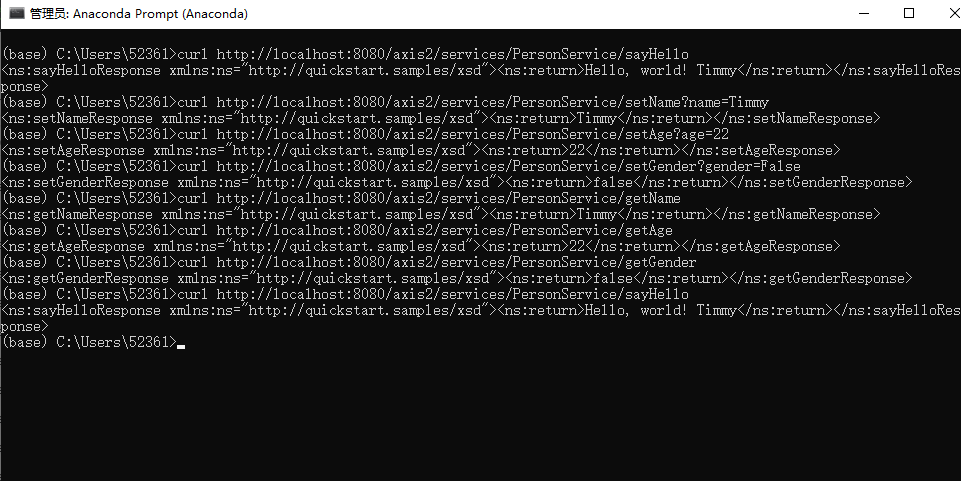 管理员: Anaconda Prompt (Anaconda)
(base) C:\Users\52361>curl http://localhost:8080/axis2/services/PersonService/sayHello
<ns:sayHelloResponse xmlns:ns="http://quickstart.samples/xsd"><ns:return>Hello, world! Timmy</ns:return></ns:sayHelloRes
ponse>
(base) C:\Users\52361>curl http://localhost:8080/axis2/services/PersonService/setName?name=Timmy
<ns:setNameResponse xmlns:ns="http://quickstart.samples/xsd"><ns:return>Timmy</ns:return></ns:setNameResponse>
(base) C:\Users\52361>curl http://localhost:8080/axis2/services/PersonService/setAge?age=22
<ns:setAgeResponse xmlns:ns="http://quickstart.samples/xsd"><ns:return>22</ns:return></ns:setAgeResponse>
(base) C:\Users\52361>curl http://localhost:8080/axis2/services/PersonService/setGender?gender=False
<ns:setGenderResponse xmlns:ns="http://quickstart.samples/xsd"><ns:return>false</ns:return></ns:setGenderResponse>
(base) C:\Users\52361>curl http://localhost:8080/axis2/services/PersonService/getName
<ns:getNameResponse xmlns:ns="http://quickstart.samples/xsd"><ns:return>Timmy</ns:return></ns:getNameResponse>
(base) C:\Users\52361>curl http://localhost:8080/axis2/services/PersonService/getAge
<ns:getAgeResponse xmlns:ns="http://quickstart.samples/xsd"><ns:return>22</ns:return></ns:getAgeResponse>
(base) C:\Users\52361>curl http://localhost:8080/axis2/services/PersonService/getGender
<ns:getGenderResponse xmlns:ns="http://quickstart.samples/xsd"><ns:return>false</ns:return></ns:getGenderResponse>
(base) C:\Users\52361>curl http://localhost:8080/axis2/services/PersonService/sayHello
<ns:sayHelloResponse xmlns:ns="http://quickstart.samples/xsd"><ns:return>Hello, world! Timmy</ns:return></ns:sayHelloRes
ponse>
(base) C:\Users\52361>